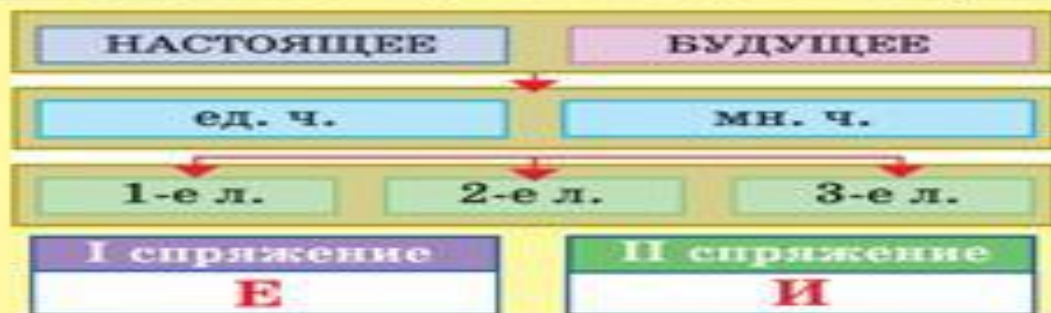 НАСТОЯЩЕЕ БУДУЩЕЕ
ед. ч. мн. ч.
1-е л. 2-е л. 3-е л.
I спряжение II спряжение
Е И